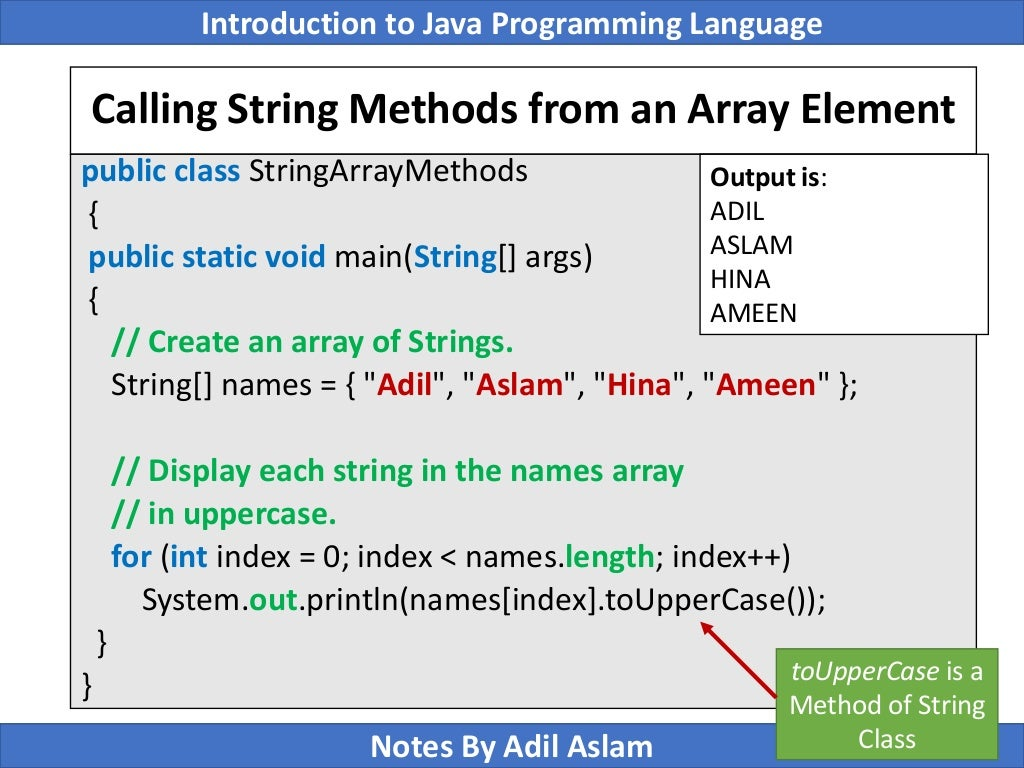 Introduction to Java Programming Language
Calling String Methods from an Array Element
public class StringArrayMethods
{
public static void main(String[] args)
{
// Create an array of Strings.
String[] names = { "Adil", "Aslam", "Hina", "Ameen" };
// Display each string in the names array
// in uppercase.
for (int index = 0; index < names.length; index++)
System.out.println(names[index].toUpperCase());
}
}
Output is:
ADIL
ASLAM
HINA
AMEEN
toUpperCase is a
Method of String
Class
Notes By Adil Aslam